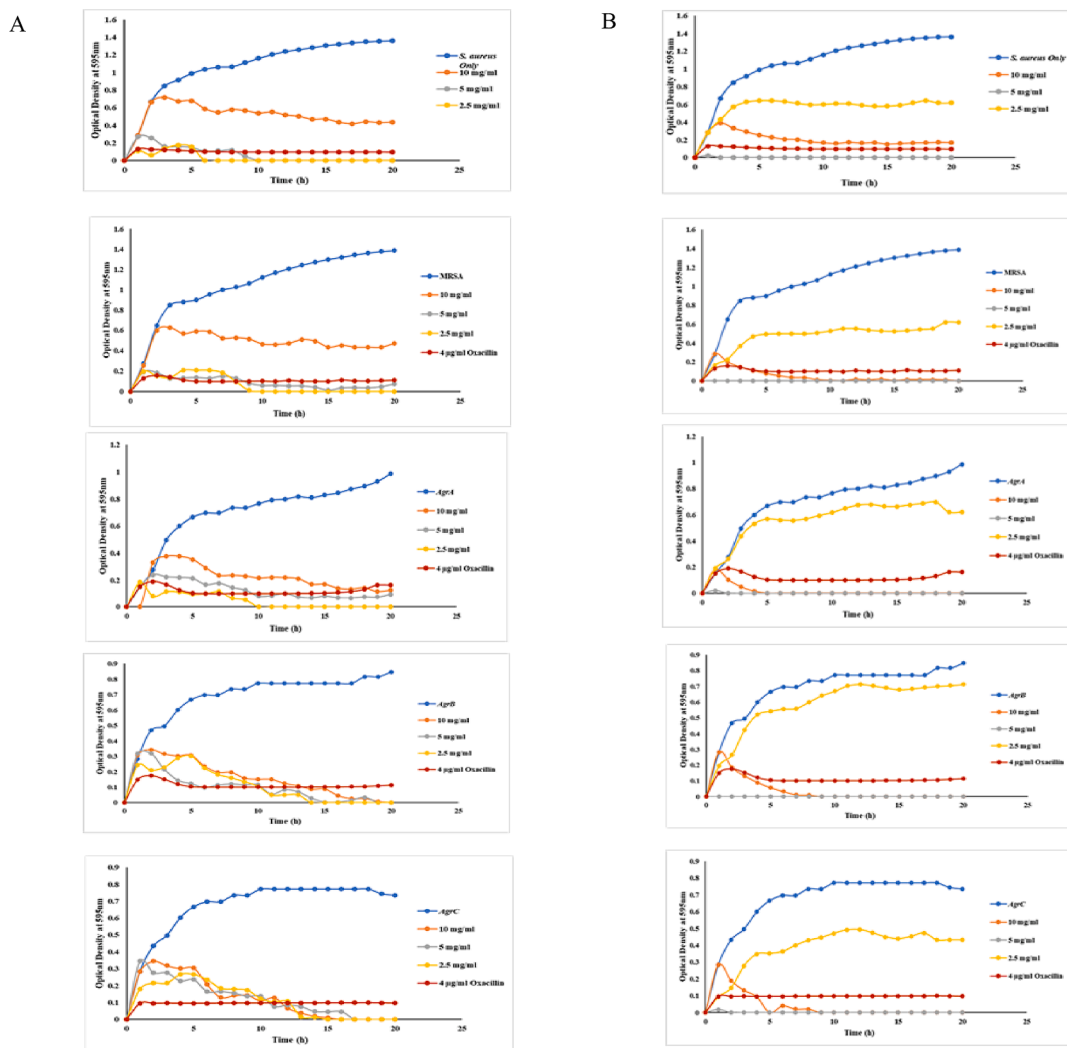 A
Optical Density at 595nm
1.6
1.4
1.2
1
0.8
0.6
0.4
0.2
0
0
5
10
15
20
25
Time (h)
S. aureus
Only
10 mg/ml
5 mg/ml
2.5 mg/ml
Optical Density at 595nm
1.6
1.4
1.2
1
0.8
0.6
0.4
0.2
0
0
5
10
15
20
25
Time (h)
MRSA
10 mg/ml
5 mg/ml
2.5 mg/ml
4 µg/ml Oxacillin
Optical Density at 595nm
1.2
1
0.8
0.6
0.4
0.2
0
0
5
10
15
20
25
Time (h)
AgrA
10 mg/ml
5 mg/ml
2.5 mg/ml
4 µg/ml Oxacillin
Optical Density at 595nm
0.9
0.8
0.7
0.6
0.5
0.4
0.3
0.2
0.1
0
0
5
10
15
20
25
Time (h)
AgrB
10 mg/ml
5 mg/ml
2.5 mg/ml
4 µg/ml Oxacillin
Optical Density at 595nm
0.9
0.8
0.7
0.6
0.5
0.4
0.3
0.2
0.1
0
0
5
10
15
20
25
Time (h)
AgrC
10 mg/ml
5 mg/ml
2.5 mg/ml
4 µg/ml Oxacillin
B
Optical Density at 595nm
1.6
1.4
1.2
1
0.8
0.6
0.4
0.2
0
0
5
10
15
20
25
Time (h)
S. aureus Only
10 mg/ml
5 mg/ml
2.5 mg/ml
Optical Density at 595nm
1.6
1.4
1.2
1
0.8
0.6
0.4
0.2
0
0
5
10
15
20
25
Time (h)
MRSA
10 mg/ml
5 mg/ml
2.5 mg/ml
4 µg/ml Oxacillin
Optical Density at 595nm
1.2
1
0.8
0.6
0.4
0.2
0
0
5
10
15
20
25
Time (h)
AgrA
10 mg/ml
5 mg/ml
2.5 mg/ml
4 µg/ml Oxacillin
Optical Density at 595nm
0.9
0.8
0.7
0.6
0.5
0.4
0.3
0.2
0.1
0
0
5
10
15
20
25
Time (h)
AgrB
10 mg/ml
5 mg/ml
2.5 mg/ml
4 µg/ml Oxacillin
Optical Density at 595nm
0.9
0.8
0.7
0.6
0.5
0.4
0.3
0.2
0.1
0
0
5
10
15
20
25
Time (h)
AgrC
10 mg/ml
5 mg/ml
2.5 mg/ml
4 µg/ml Oxacillin